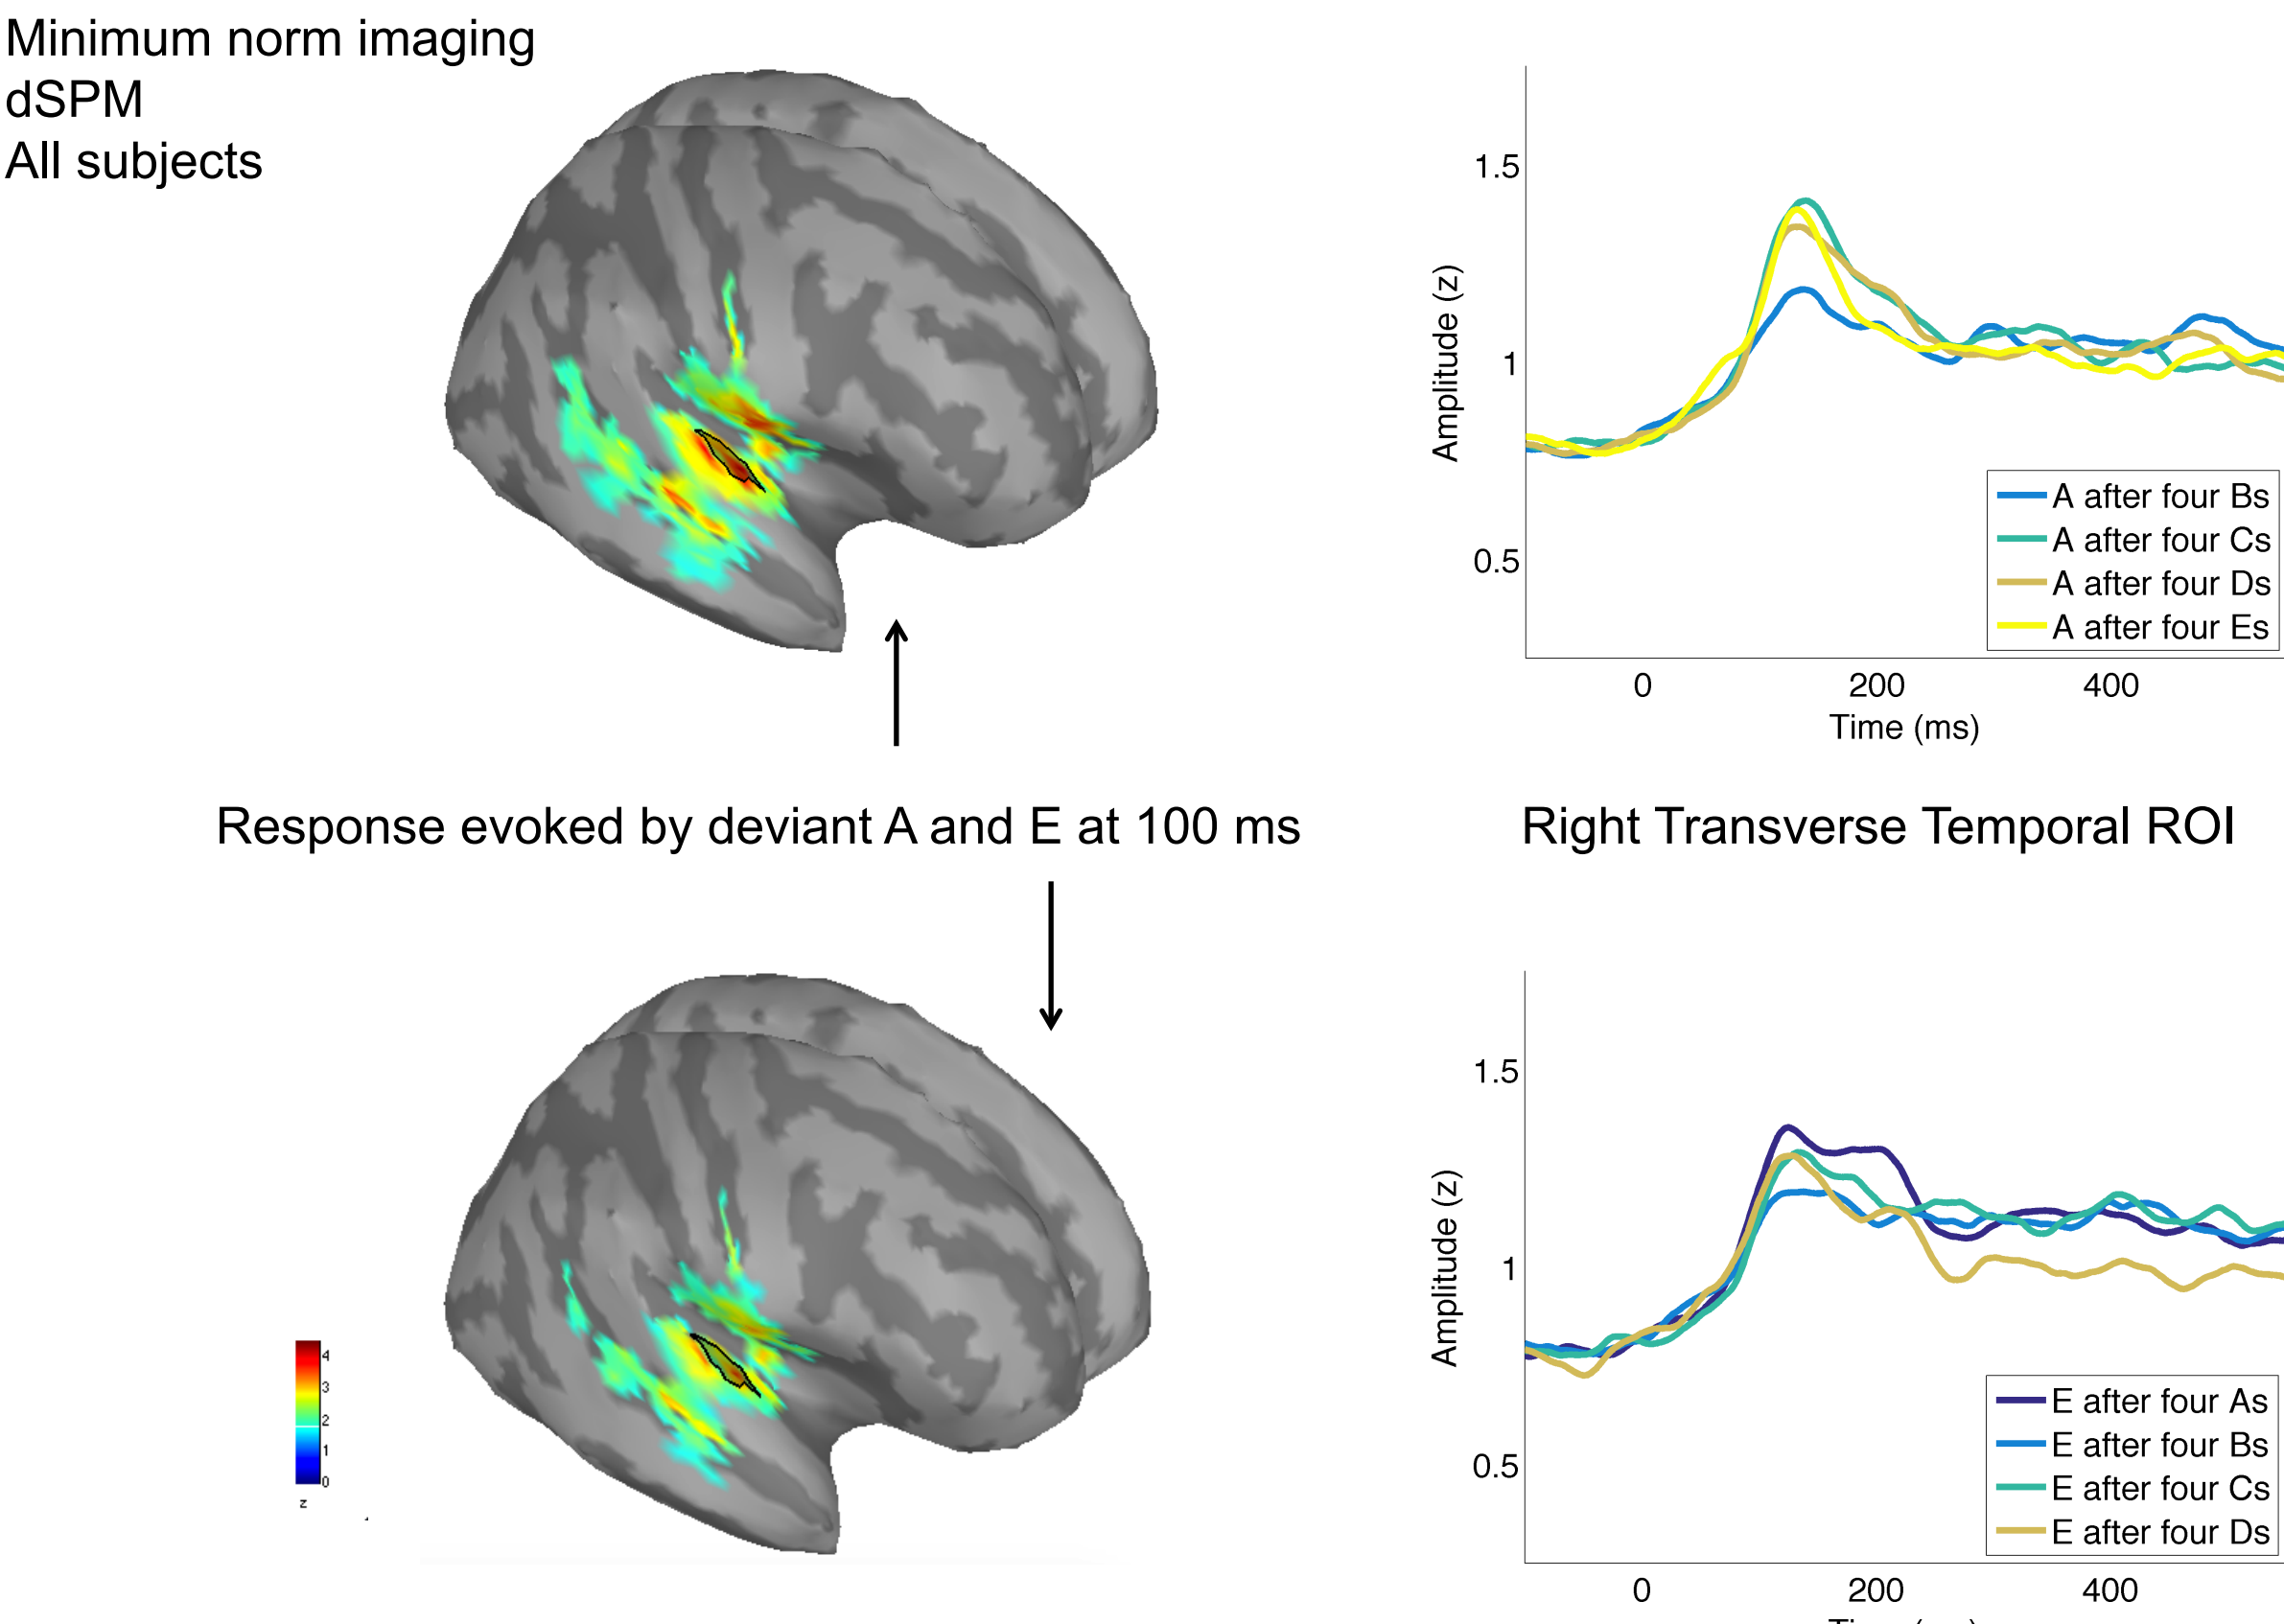 Minimum norm imaging
dSPM
All subjects
1.5
1
0.5
Amplitude (z)
A after four Bs
A after four Cs
A after four Ds
A after four Es
0 200 400
Time (ms)
Response evoked by deviant A and E at 100 ms
Right Transverse Temporal ROI
4
3
2
1
0
z
1.5
1
0.5
Amplitude (z)
E after four As
E after four Bs
E after four Cs
E after four Ds
0 200 400
Time (ms)